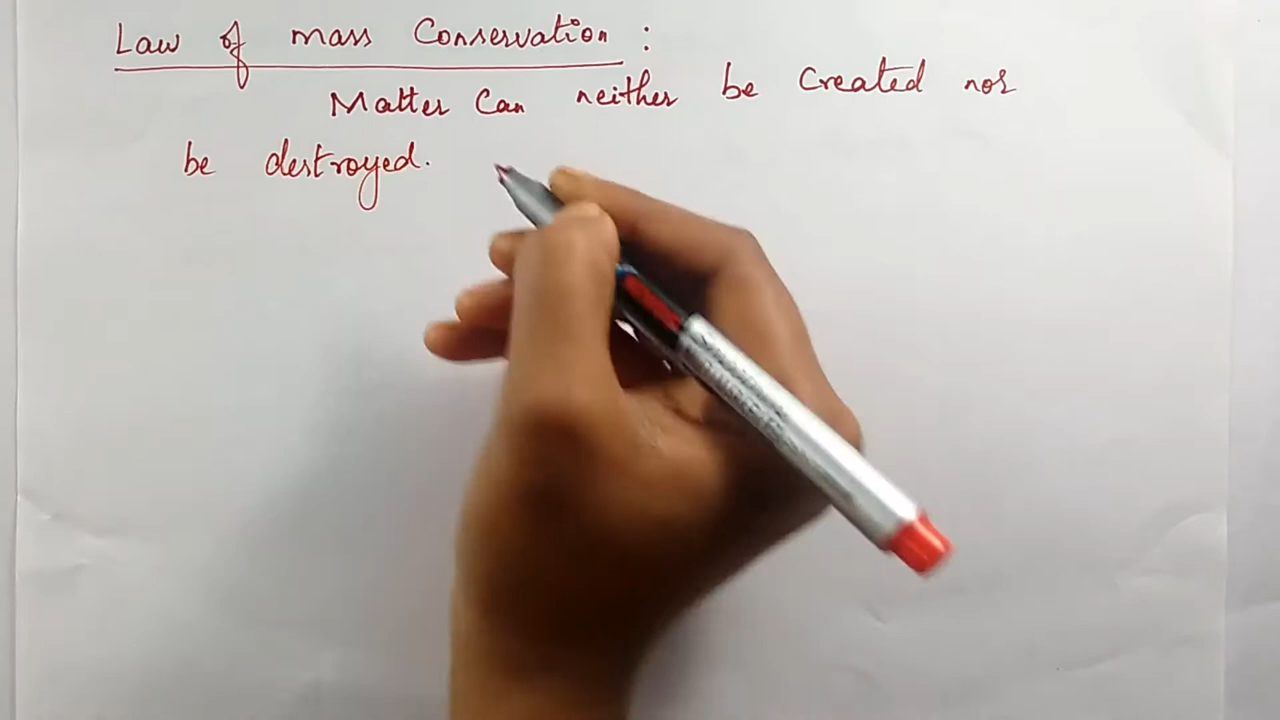 Law of mass Conservation :
Matter Can neither be Created nor
be destroyed.